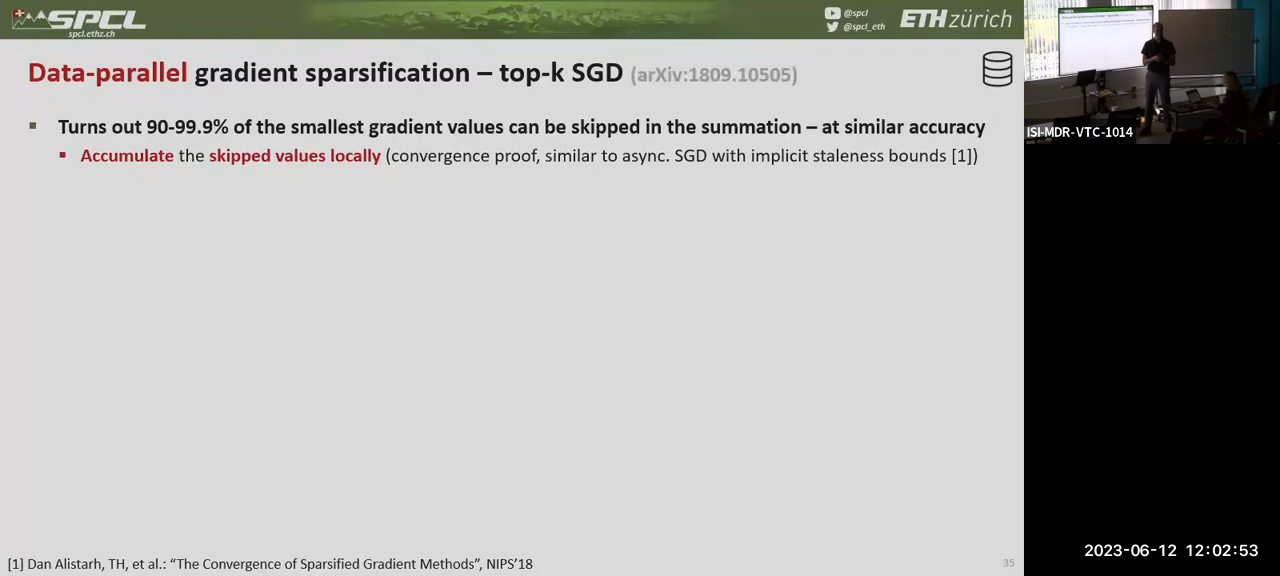 SPCL
spcl.ethz.ch
@spcl
@spcl_eth
ETH zürich
Data-parallel gradient sparsification – top-k SGD (arXiv:1809.10505)
▪ Turns out 90-99.9% of the smallest gradient values can be skipped in the summation – at similar accuracy
▪ Accumulate the skipped values locally (convergence proof, similar to async. SGD with implicit staleness bounds [1])
[1] Dan Alistarh, TH, et al.: “The Convergence of Sparsified Gradient Methods”, NIPS’18
35
ISI-MDR-VTC-1014
2023-06-12 12:02:53